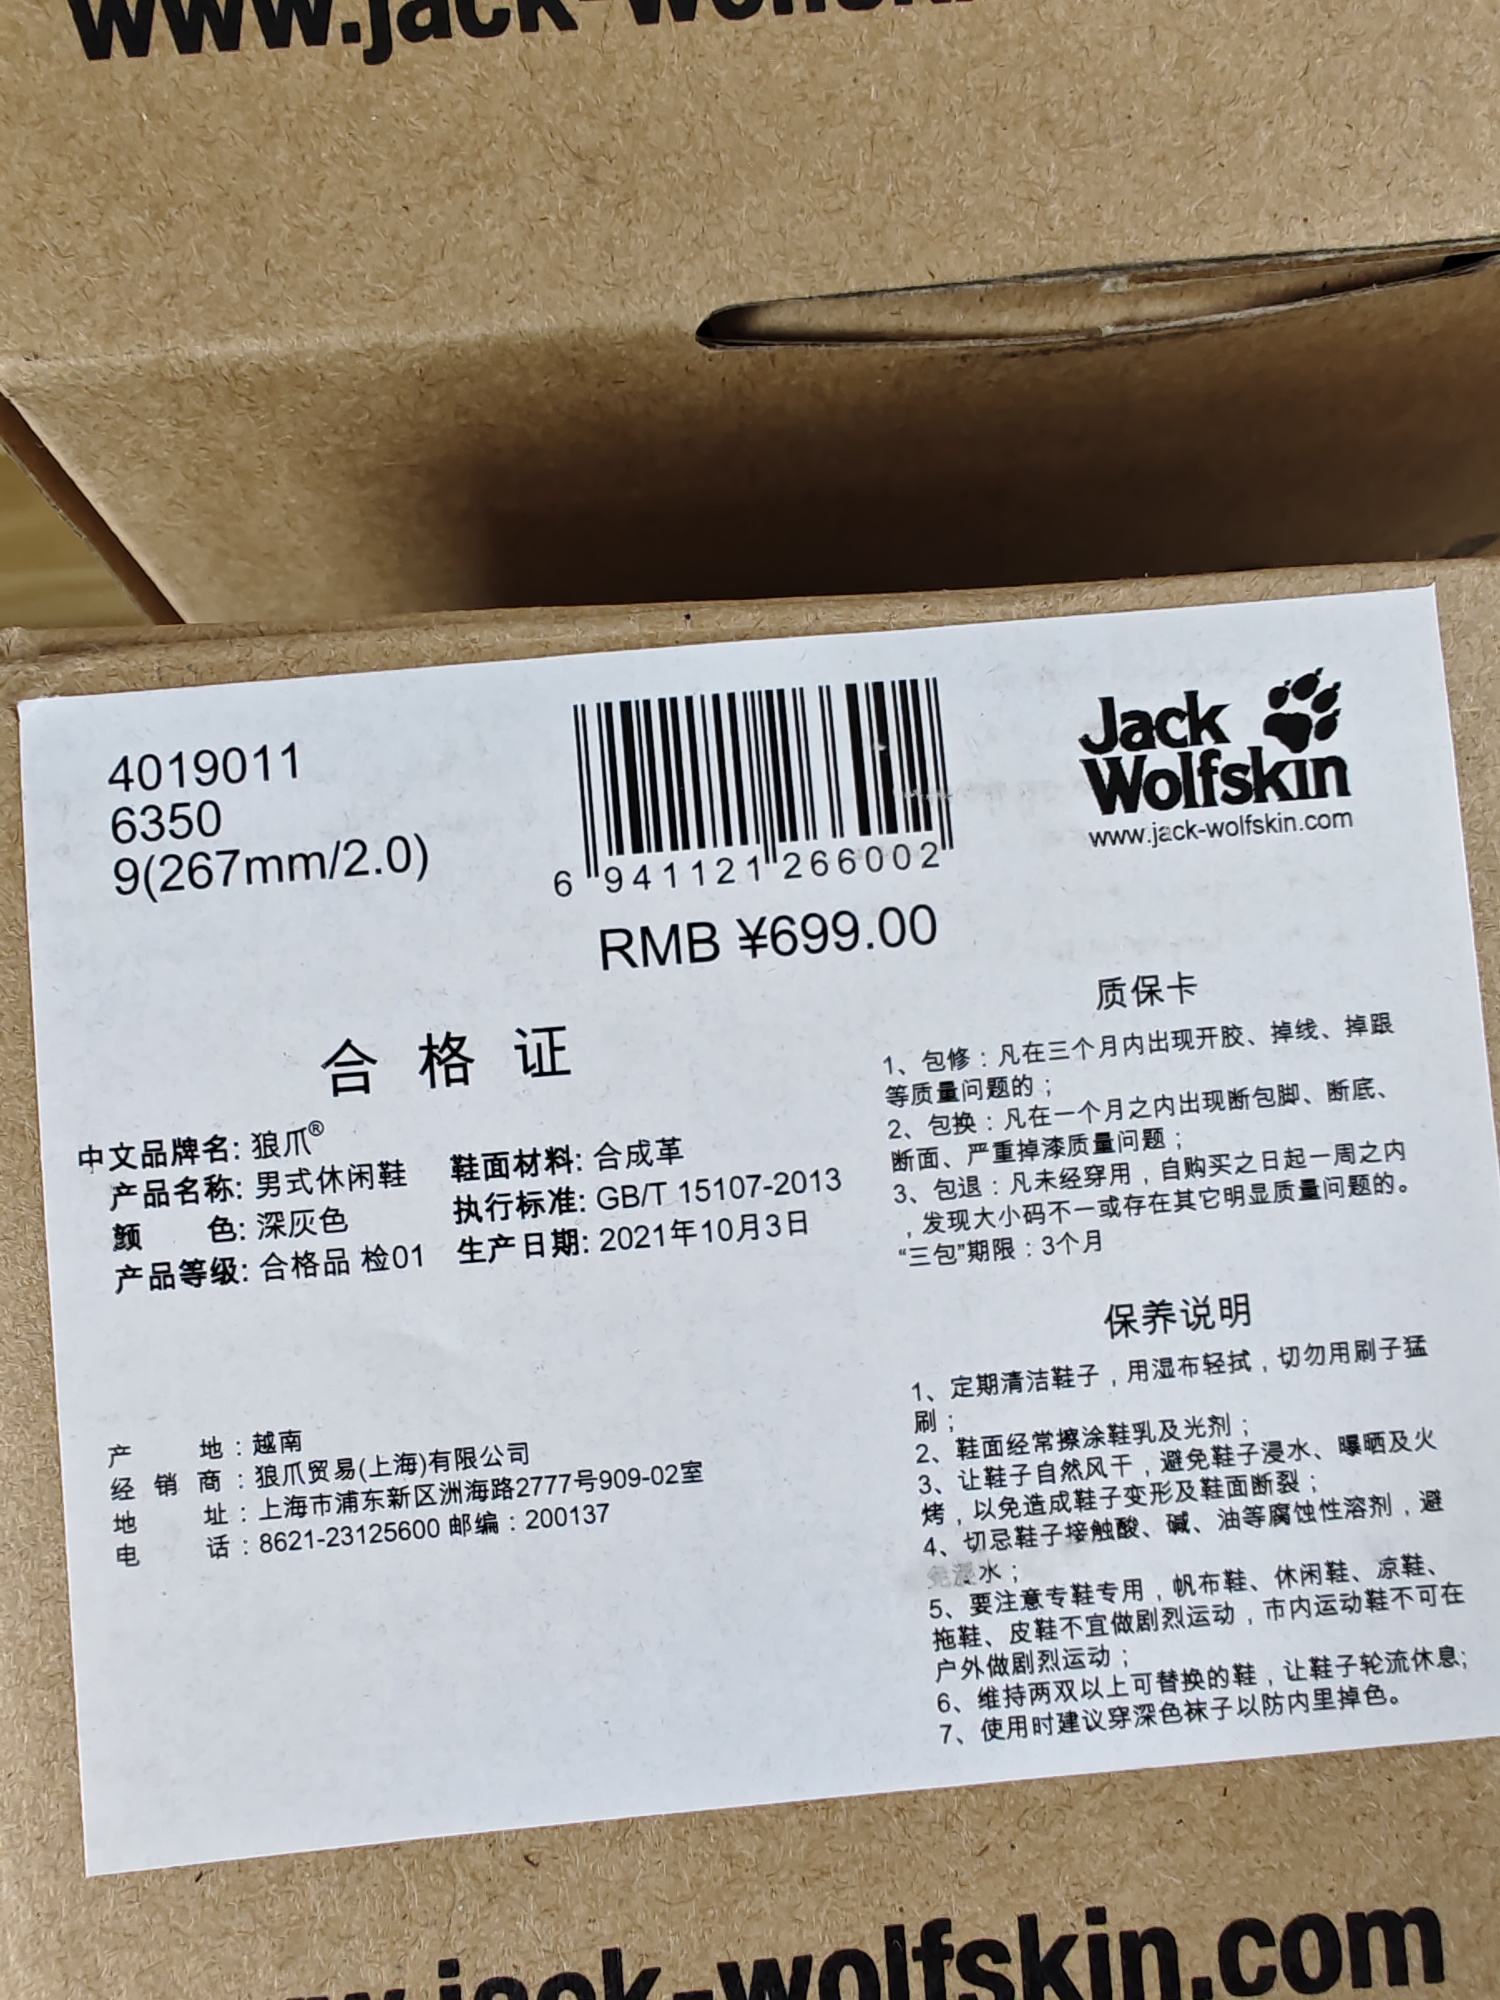 www.jack-wolfski
4019011
6350
9(267mm/2.0)
6 941121 266002
RMB ¥699.00
Jack
Wolfskin
www.jack-wolfskin.com
合格证
中文品牌名: 狼爪®
产品名称: 男式休闲鞋
颜 色: 深灰色
产品等级: 合格品 检01
鞋面材料: 合成革
执行标准: GB/T 15107-2013
生产日期: 2021年10月3日
产 地：越南
经 销 商：狼爪贸易(上海)有限公司
地 址：上海市浦东新区洲海路2777号909-02室
电 话：8621-23125600 邮编：200137
质保卡
1、包修：凡在三个月内出现开胶、掉线、掉跟
等质量问题的；
2、包换：凡在一个月之内出现断包脚、断底、
断面、严重掉漆质量问题；
3、包退：凡未经穿用，自购买之日起一周之内
，发现大小码不一或存在其它明显质量问题的。
“三包”期限：3个月
保养说明
1、定期清洁鞋子，用湿布轻拭，切勿用刷子猛
刷；
2、鞋面经常擦涂鞋乳及光剂；
3、让鞋子自然风干，避免鞋子浸水、曝晒及火
烤，以免造成鞋子变形及鞋面断裂；
4、切忌鞋子接触酸、碱、油等腐蚀性溶剂，避
免浸水；
5、要注意专鞋专用，帆布鞋、休闲鞋、凉鞋、
拖鞋、皮鞋不宜做剧烈运动，市内运动鞋不可在
户外做剧烈运动；
6、维持两双以上可替换的鞋，让鞋子轮流休息;
7、使用时建议穿深色袜子以防内里掉色。
w.jack-wolfskin.com